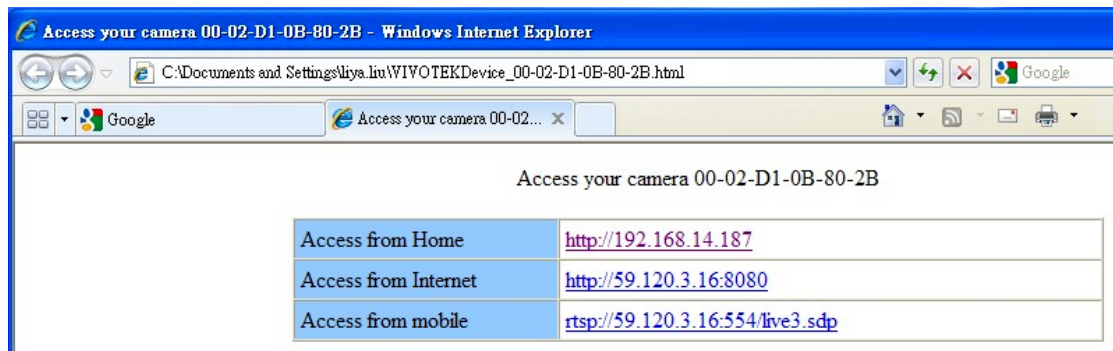 Access your camera 00-02-D1-0B-80-2B - Windows Internet Explorer
C:\Documents and Settings\liya.liu\VIVOTEKDevice_00-02-D1-0B-80-2B.html
Google
Google
Access your camera 00-02...
Access your camera 00-02-D1-0B-80-2B
Access from Home http://192.168.14.187
Access from Internet http://59.120.3.16:8080
Access from mobile rtsp://59.120.3.16:554/live3.sdp